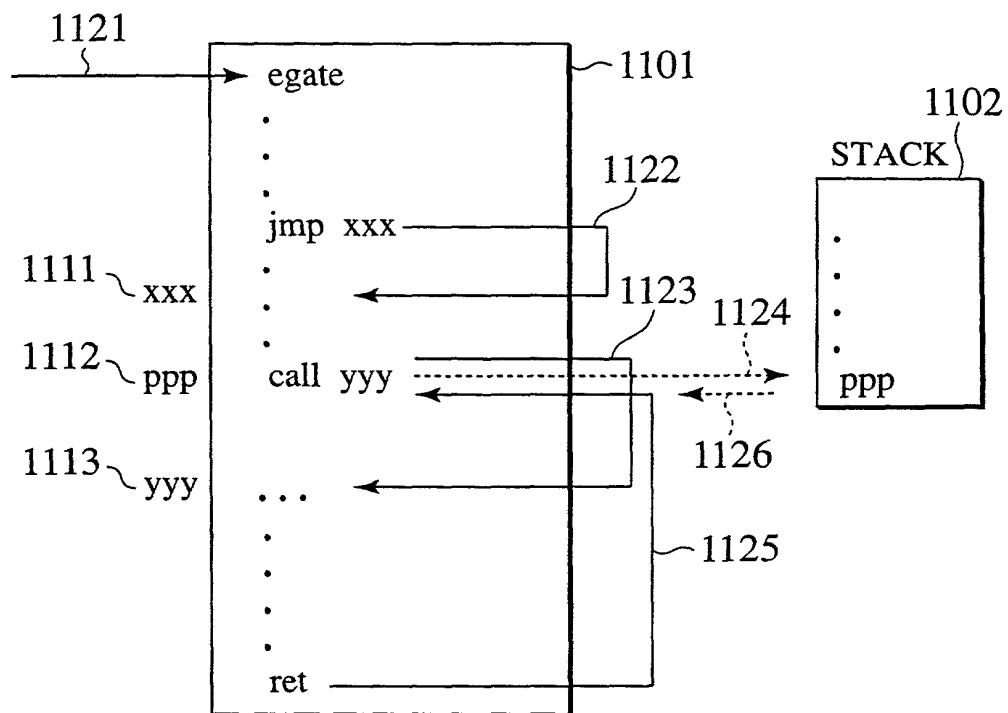 1121
egate
1101
1102
STACK
1122
jmp xxx
1111
xxx
1123
1124
1112
ppp
call yyy
ppp
1126
1113
yyy
1125
ret